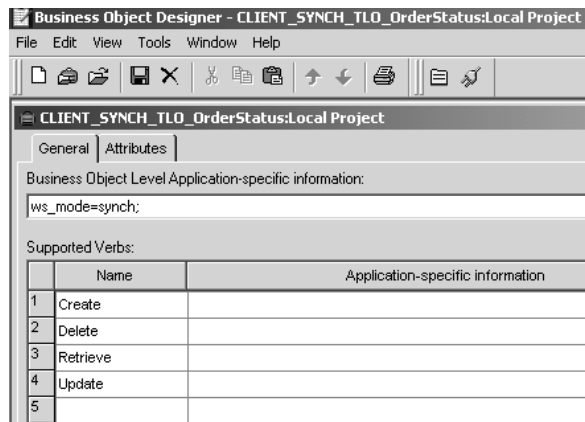 Business Object Designer - CLIENT_SYNCH_TLO_OrderStatus:Local Project
File Edit View Tools Window Help
CLIENT_SYNCH_TLO_OrderStatus:Local Project
General Attributes
Business Object Level Application-specific information:
ws_mode=synch;
Supported Verbs:
Name Application-specific information
1 Create
2 Delete
3 Retrieve
4 Update
5